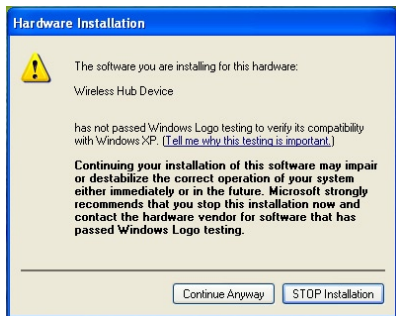 Hardware Installation
The software you are installing for this hardware:
Wireless Hub Device
has not passed Windows Logo testing to verify its compatibility
with Windows XP. (Tell me why this testing is important.)
Continuing your installation of this software may impair
or destabilize the correct operation of your system
either immediately or in the future. Microsoft strongly
recommends that you stop this installation now and
contact the hardware vendor for software that has
passed Windows Logo testing.
Continue Anyway
STOP Installation